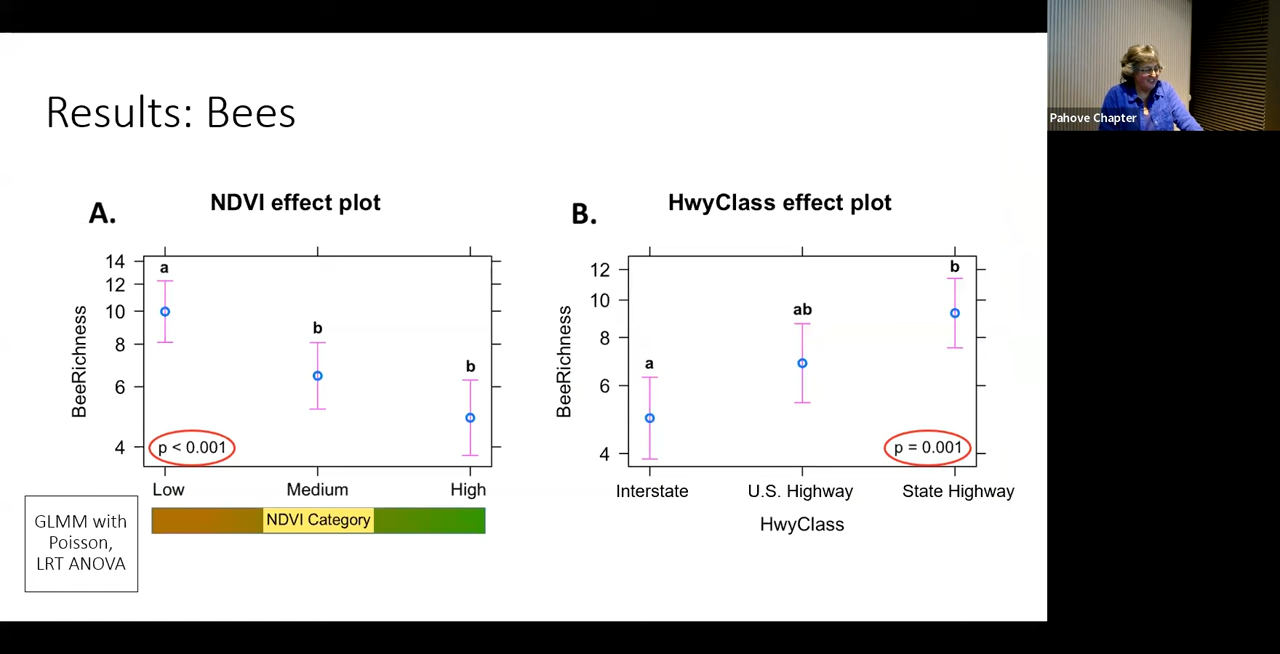 Results: Bees
Pahove Chapter
A.
NDVI effect plot
BeeRichness
14
12
10
8
6
4
a
b
b
p < 0.001
Low
Medium
High
NDVI Category
B.
HwyClass effect plot
BeeRichness
12
10
8
6
4
a
ab
b
p = 0.001
Interstate
U.S. Highway
State Highway
HwyClass
GLMM with
Poisson,
LRT ANOVA